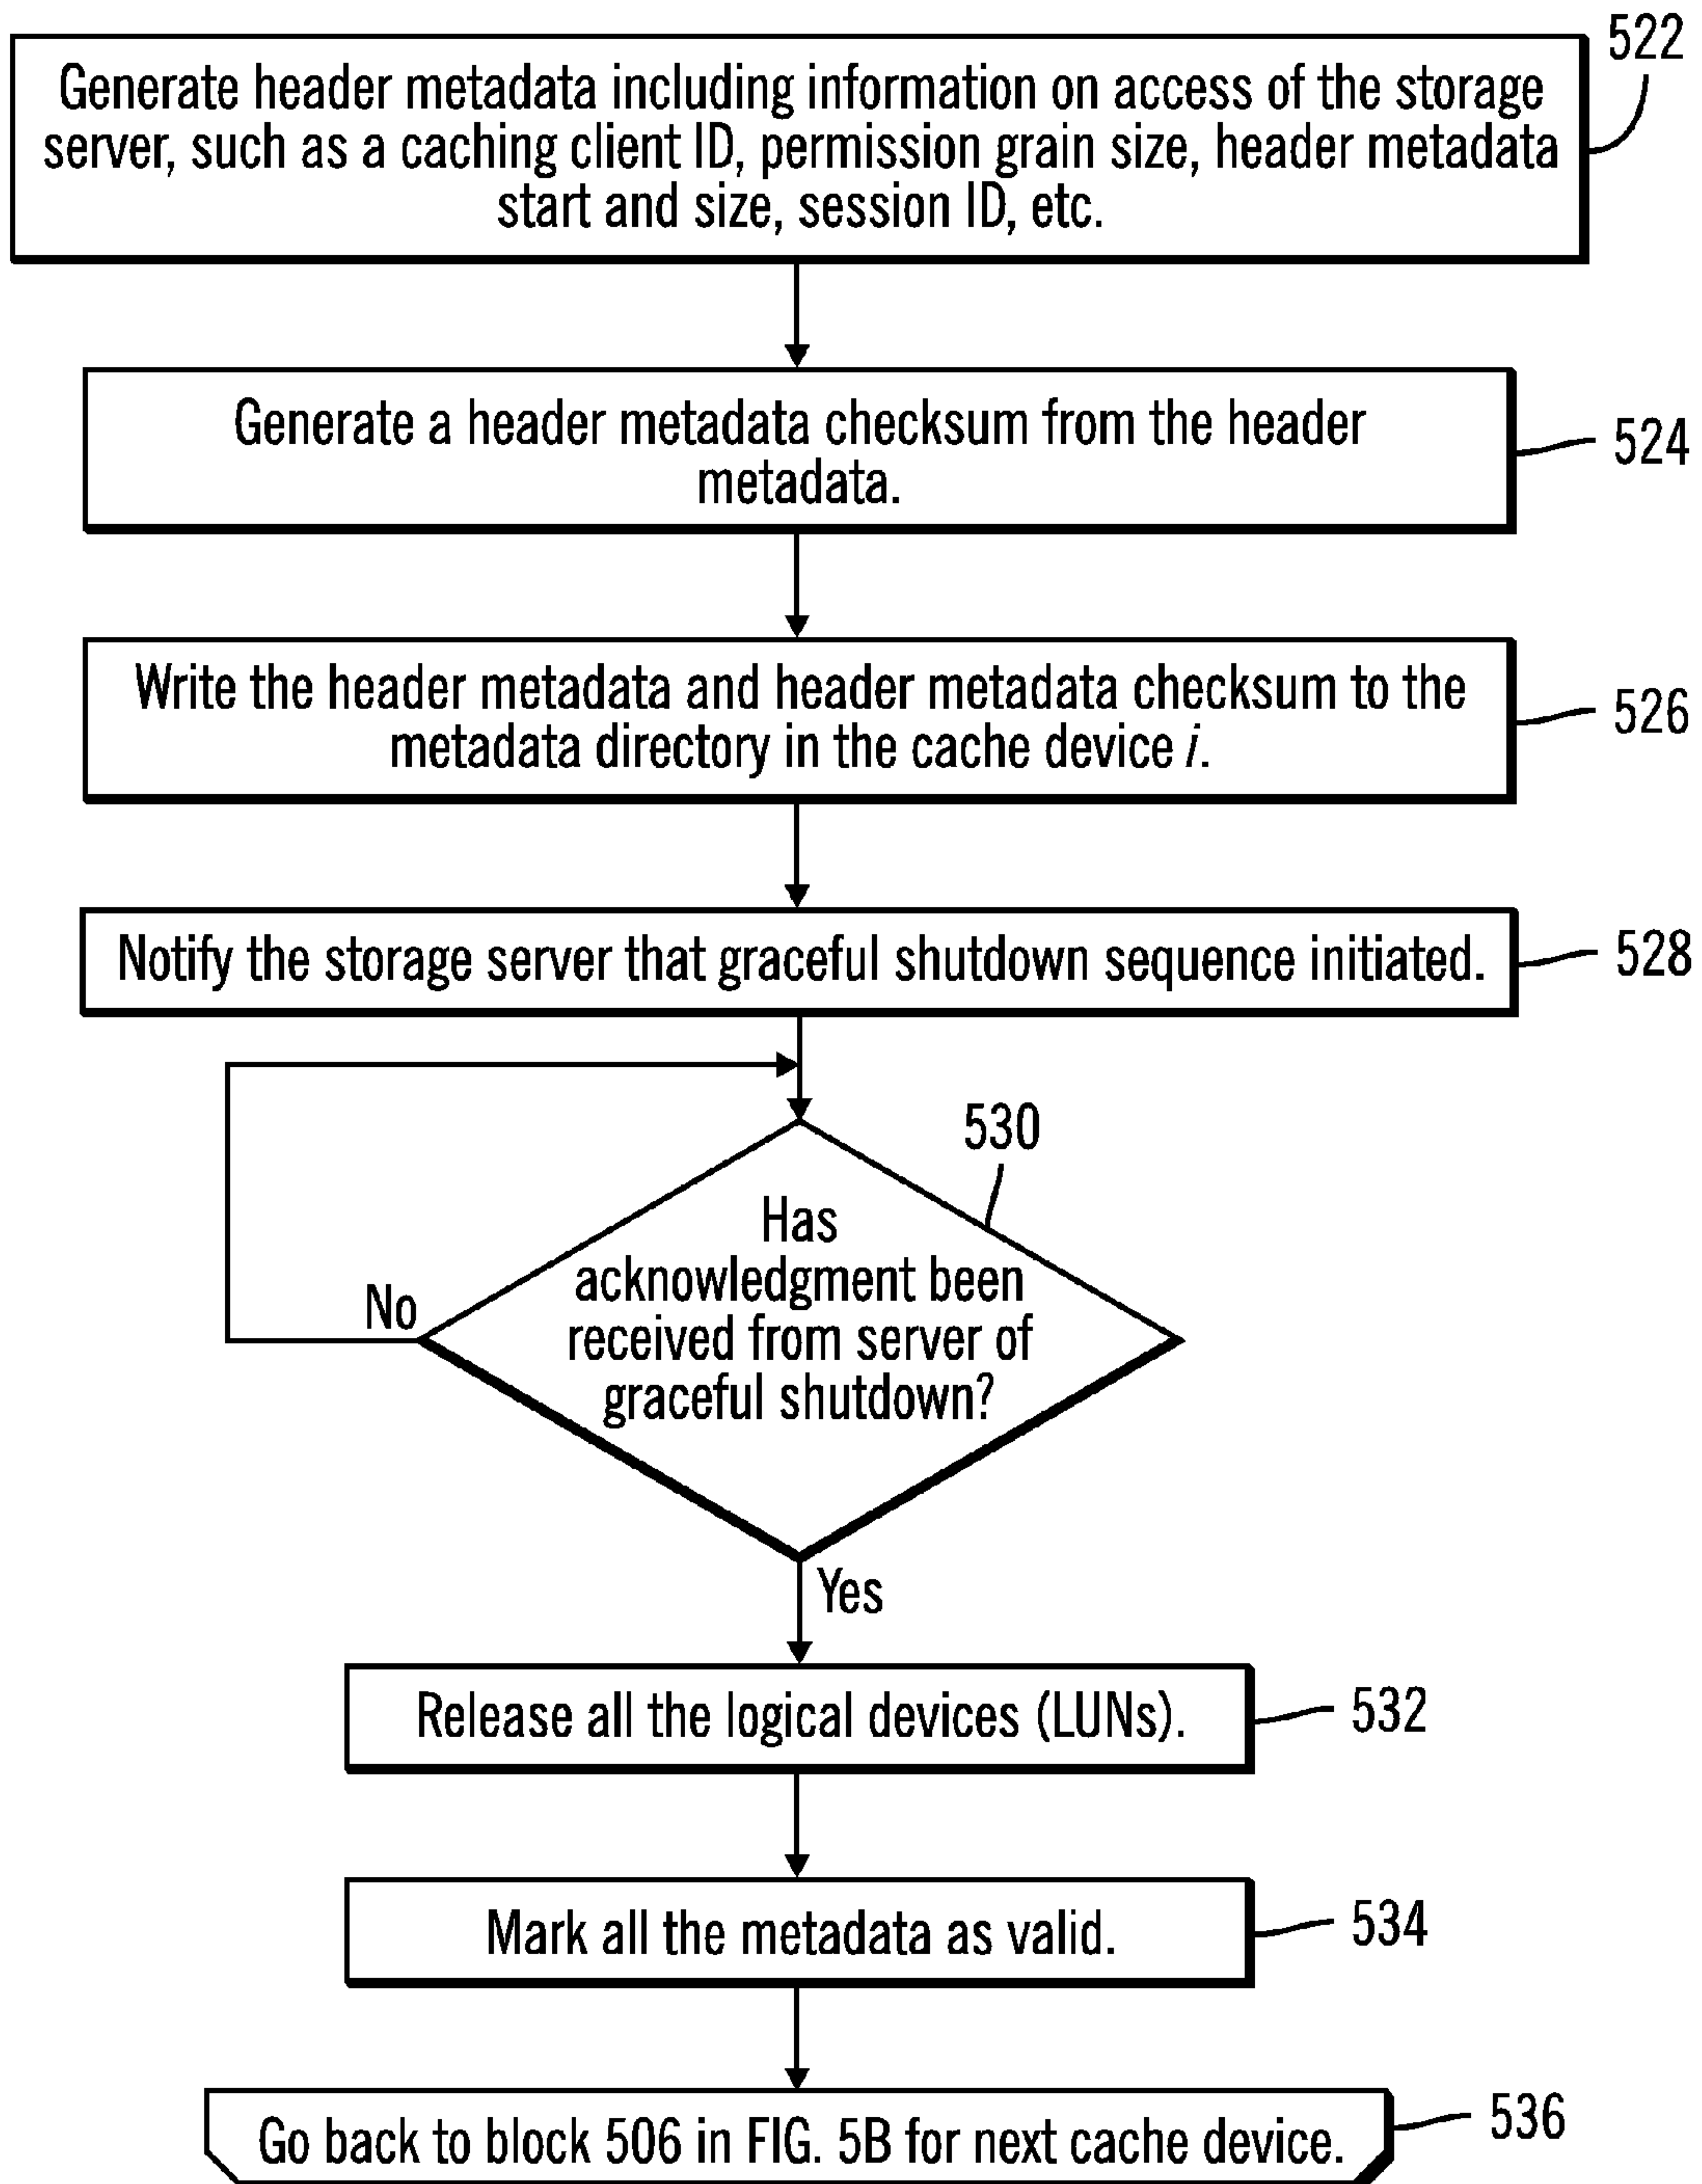 522
Generate header metadata including information on access of the storage
server, such as a caching client ID, permission grain size, header metadata
start and size, session ID, etc.
Generate a header metadata checksum from the header
metadata.
524
Write the header metadata and header metadata checksum to the
metadata directory in the cache device i.
526
Notify the storage server that graceful shutdown sequence initiated.
528
530
Has
acknowledgment been
received from server of
graceful shutdown?
No
Yes
Release all the logical devices (LUNs).
532
Mark all the metadata as valid.
534
Go back to block 506 in FIG. 5B for next cache device.
536